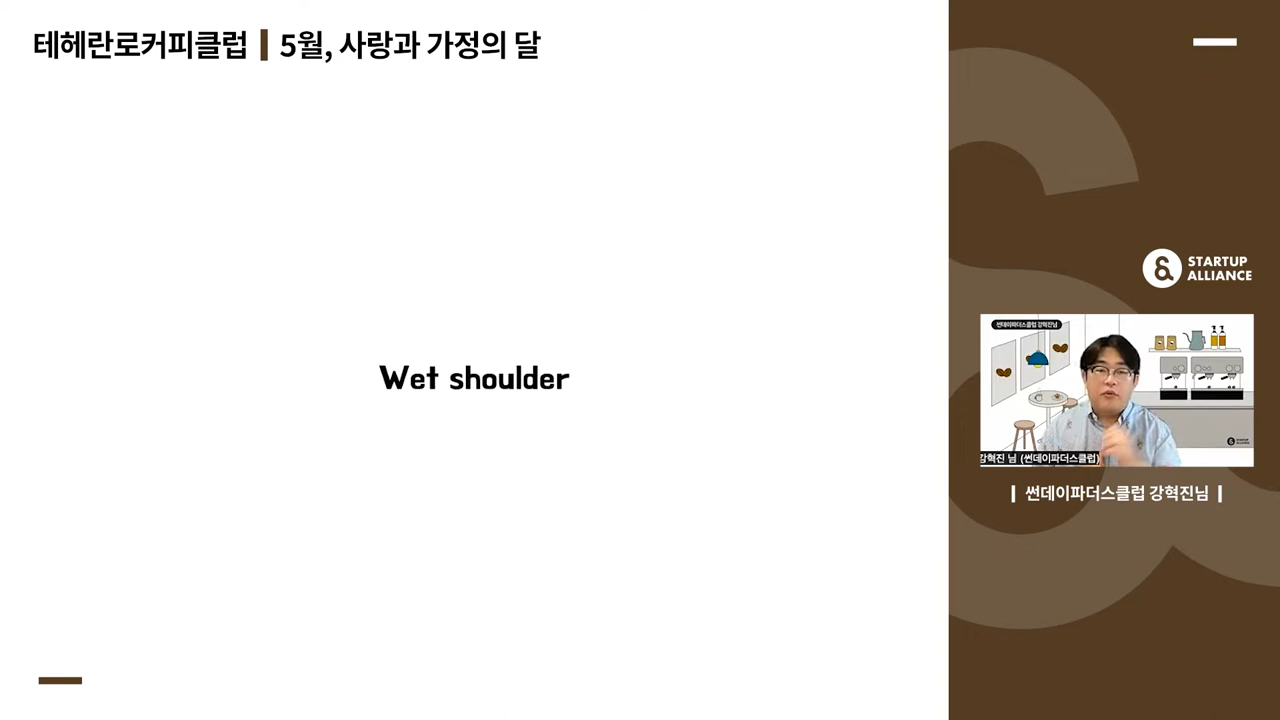 테헤란로커피클럽 | 5월, 사랑과 가정의 달
Wet shoulder
STARTUP
ALLIANCE
썬데이파더스클럽 강혁진님
강혁진 님 (썬데이파더스클럽)
| 썬데이파더스클럽 강혁진님 |